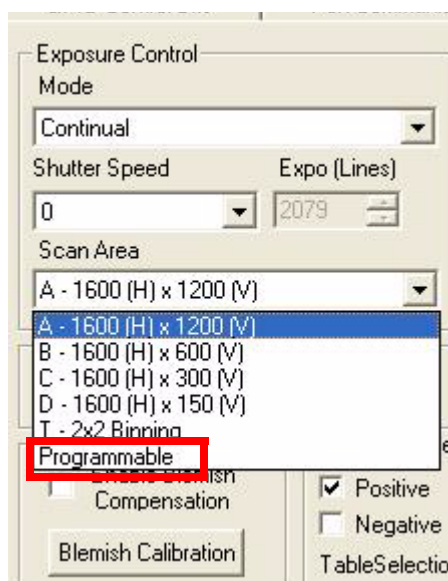 Exposure Control
Mode
Continual
Shutter Speed Expo (Lines)
0 2079
Scan Area
A - 1600 (H) x 1200 (V)
A - 1600 (H) x 1200 (V)
B - 1600 (H) x 600 (V)
C - 1600 (H) x 300 (V)
D - 1600 (H) x 150 (V)
T - 2x2 Binning
Programmable
Compensation
Positive
Negative
Blemish Calibration
TableSelectio